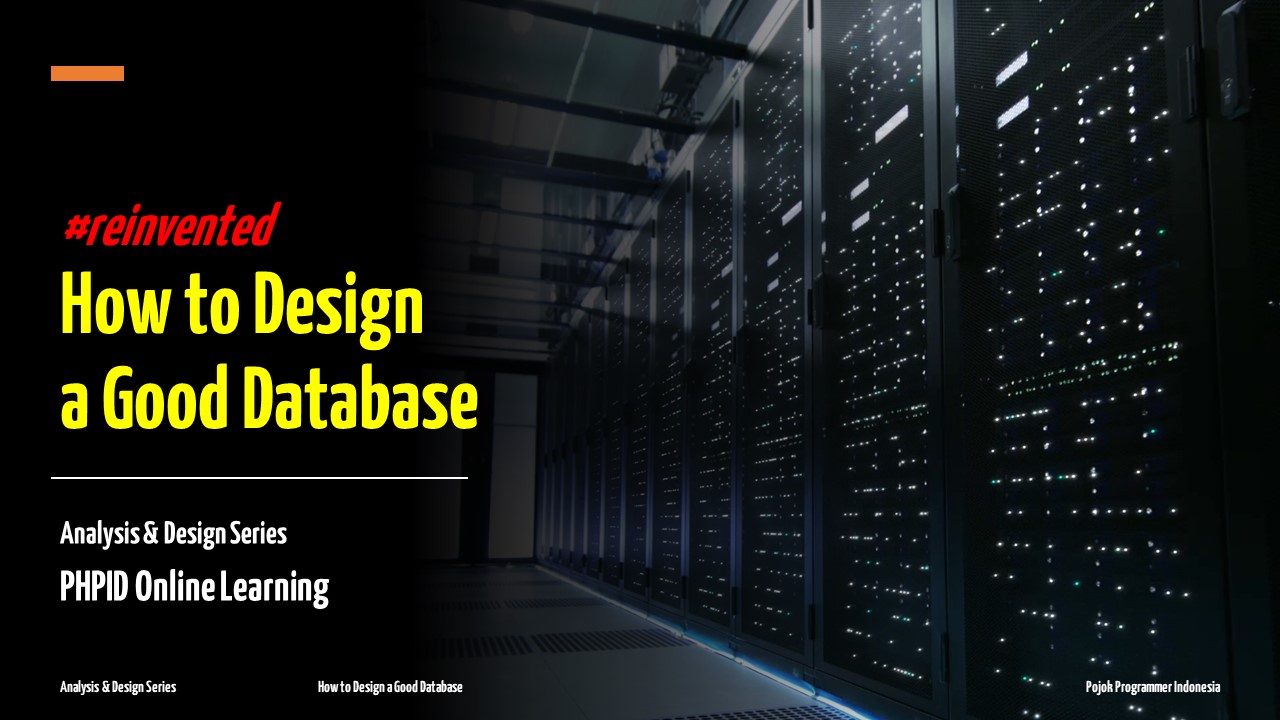 #reinvented
How to Design
a Good Database
Analysis & Design Series
PHPID Online Learning
Analysis & Design Series
How to Design a Good Database
Pojok Programmer Indonesia